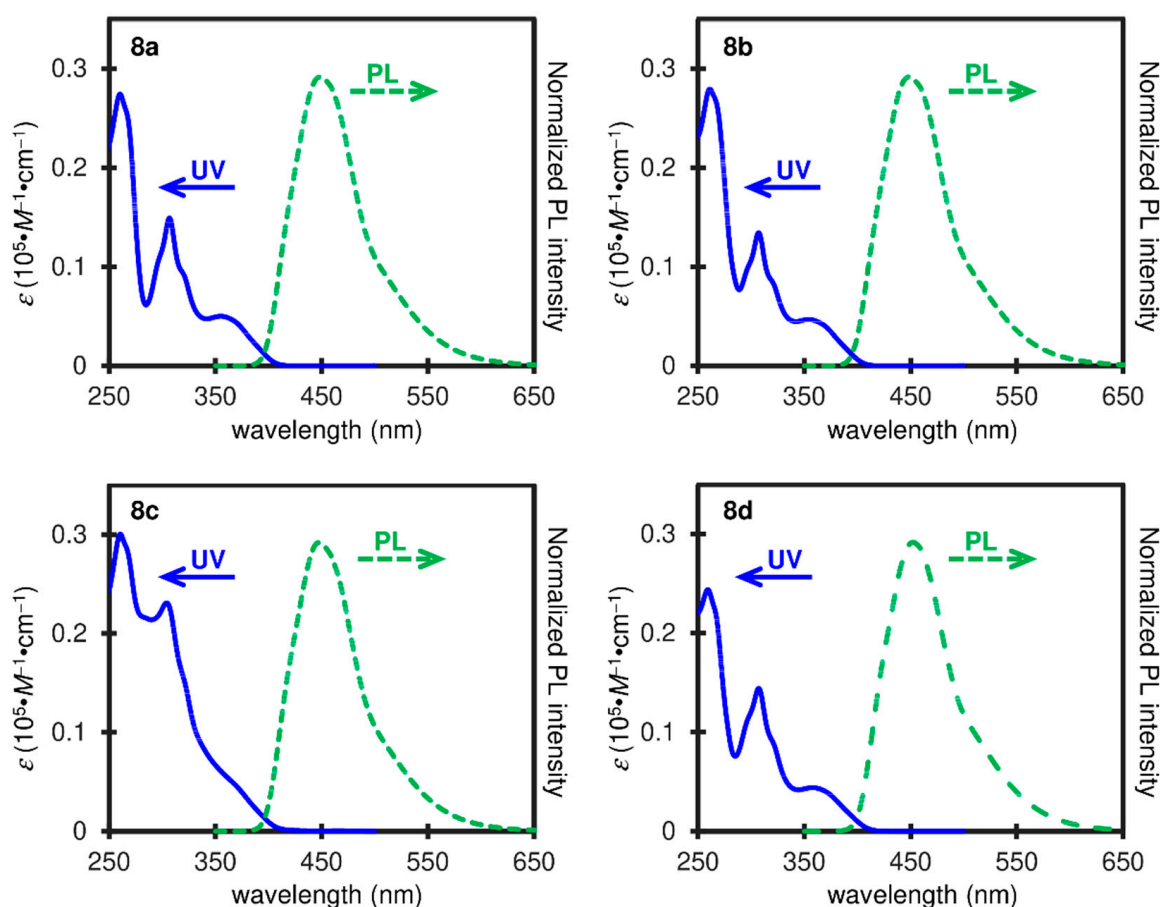 8a
0.3
0.2
0.1
0
ε (10⁵•M⁻¹•cm⁻¹)
UV
PL
Normalized PL intensity
250 350 450 550 650
wavelength (nm)
8b
0.3
0.2
0.1
0
ε (10⁵•M⁻¹•cm⁻¹)
UV
PL
Normalized PL intensity
250 350 450 550 650
wavelength (nm)
8c
0.3
0.2
0.1
0
ε (10⁵•M⁻¹•cm⁻¹)
UV
PL
Normalized PL intensity
250 350 450 550 650
wavelength (nm)
8d
0.3
0.2
0.1
0
ε (10⁵•M⁻¹•cm⁻¹)
UV
PL
Normalized PL intensity
250 350 450 550 650
wavelength (nm)